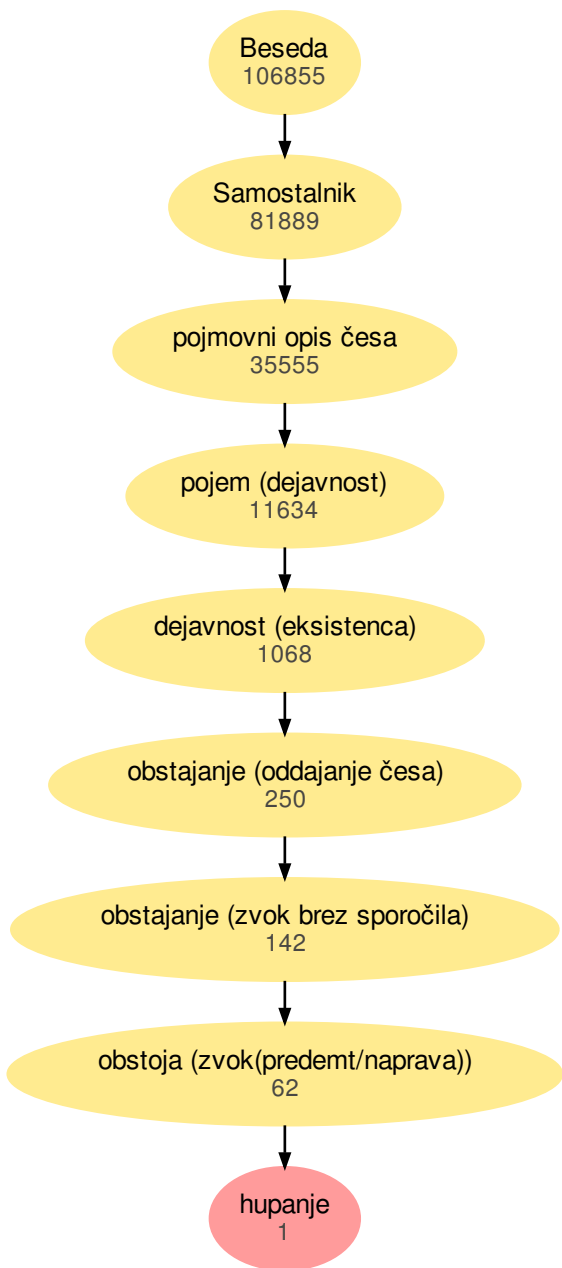 Beseda
106855
Samostalnik
81889
pojmovni opis česa
35555
pojem (dejavnost)
11634
dejavnost (eksistenca)
1068
obstajanje (oddajanje česa)
250
obstajanje (zvok brez sporočila)
142
obstoja (zvok(predemt/naprava))
62
hupanje
1